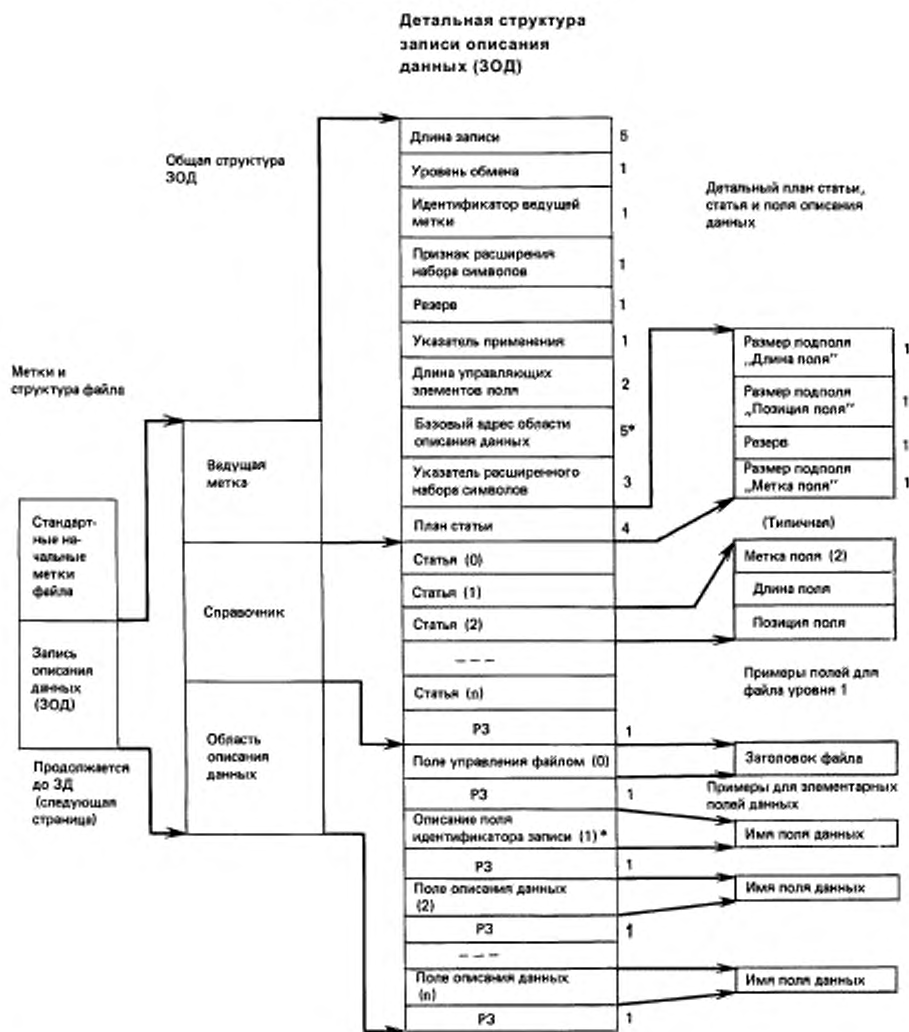 Детальная структура
записи описания
данных (ЗОД)
Общая структура
ЗОД
Метки и
структура файла
Стандарт-
ные на-
чальные
метки
файла
Запись
описания
данных
(ЗОД)
Продолжается
до ЗД
(следующая
страница)
Ведущая
метка
Справочник
Область
описания
данных
Длина записи 5
Уровень обмена 1
Идентификатор ведущей
метки 1
Признак расширения
набора символов 1
Резерв 1
Указатель применения 1
Длина управляющих
элементов поля 2
Базовый адрес области
описания данных 5*
Указатель расширенного
набора символов 3
План статьи 4
Статья (0)
Статья (1)
Статья (2)
– – –
Статья (n)
РЗ 1
Поле управления файлом (0)
РЗ 1
Описание поля
идентификатора записи (1)*
РЗ 1
Поле описания данных
(2)
РЗ 1
– – –
Поле описания данных
(n)
РЗ 1
Детальный план статьи,
статья и поля описания
данных
Размер подполя
„Длина поля" 1
Размер подполя
„Позиция поля" 1
Резерв 1
Размер подполя
„Метка поля" 1
(Типичная)
Метка поля (2)
Длина поля
Позиция поля
Примеры полей для
файла уровня 1
Заголовок файла
Примеры для элементарных
полей данных
Имя поля данных
Имя поля данных
Имя поля данных